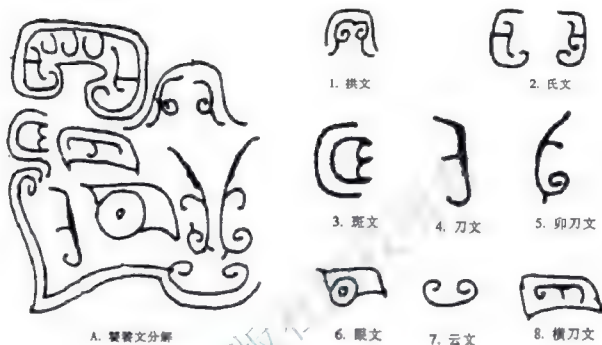 1. 拱文
2. 氏文
3. 斑文
4. 刀文
5. 卯刀文
A. 饕餮文分解
6. 眼文
7. 云文
8. 横刀文